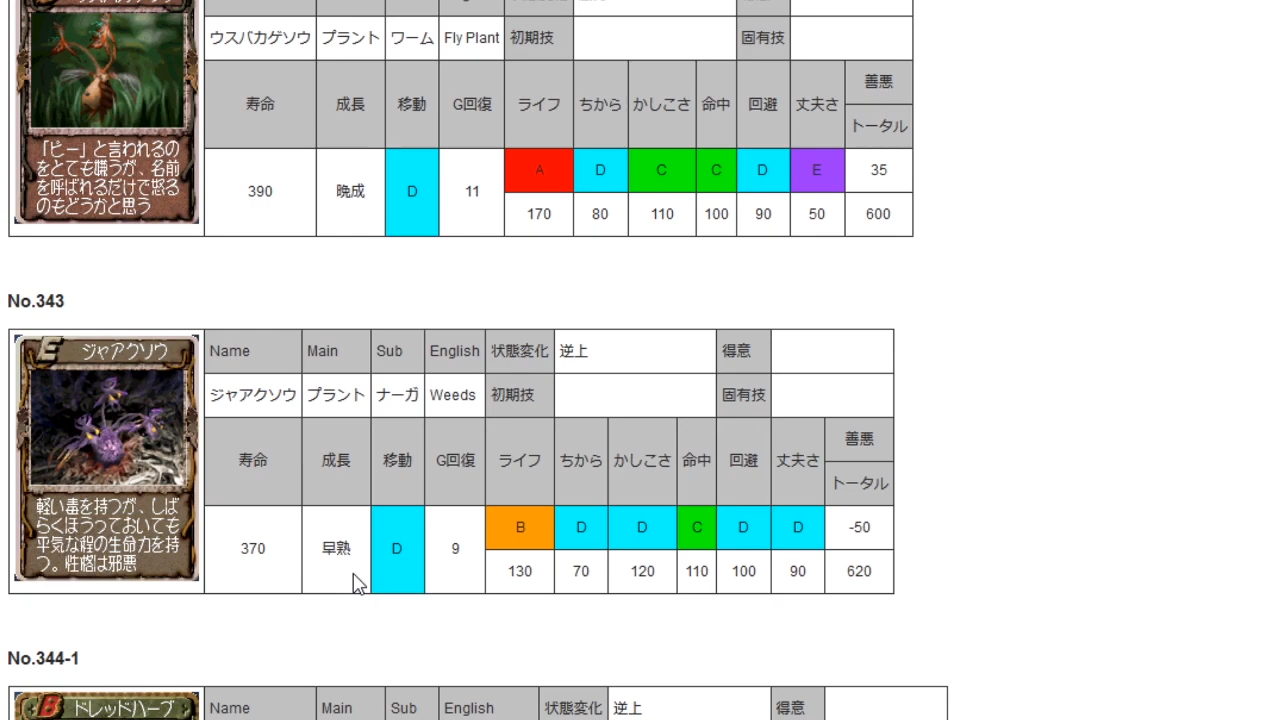 ウスバカゲソウ プラント ワーム Fly Plant 初期技 固有技
寿命 成長 移動 G回復 ライフ ちから かしこさ 命中 回避 丈夫さ 善悪
トータル
390 晩成 D 11 A D C C D E 35
170 80 110 100 90 50 600
「ピー」と言われるの
をとても嫌うが、名前
を呼ばれるだけで怒る
のもどうかと思う
No.343
E ジャアクソウ
Name Main Sub English 状態変化 逆上 得意
ジャアクソウ プラント ナーガ Weeds 初期技 固有技
寿命 成長 移動 G回復 ライフ ちから かしこさ 命中 回避 丈夫さ 善悪
トータル
370 早熟 D 9 B D D C D D -50
130 70 120 110 100 90 620
軽い毒を持つが、しば
らくほうっておいても
平気な程の生命力を持
つ。性格は邪悪
No.344-1
B ドレッドハーブ
Name Main Sub English 状態変化 逆上 得意